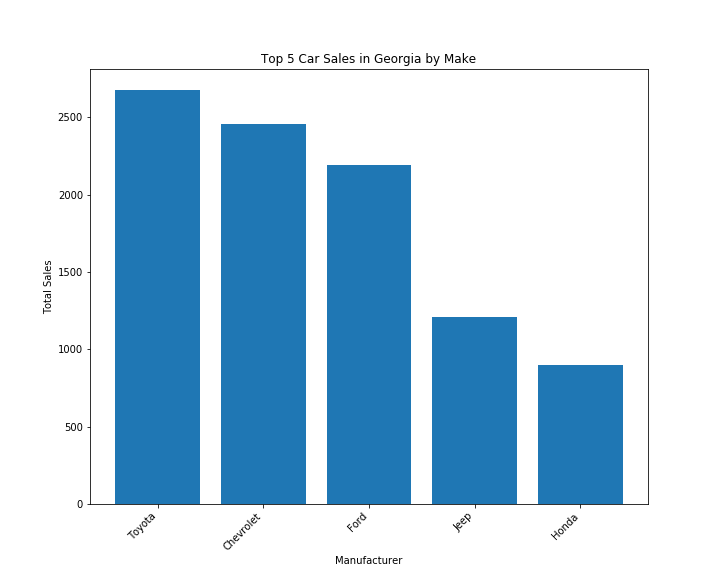 Top 5 Car Sales in Georgia by Make
2500
2000
1500
1000
500
0
Total Sales
Toyota
Chevrolet
Ford
Jeep
Honda
Manufacturer